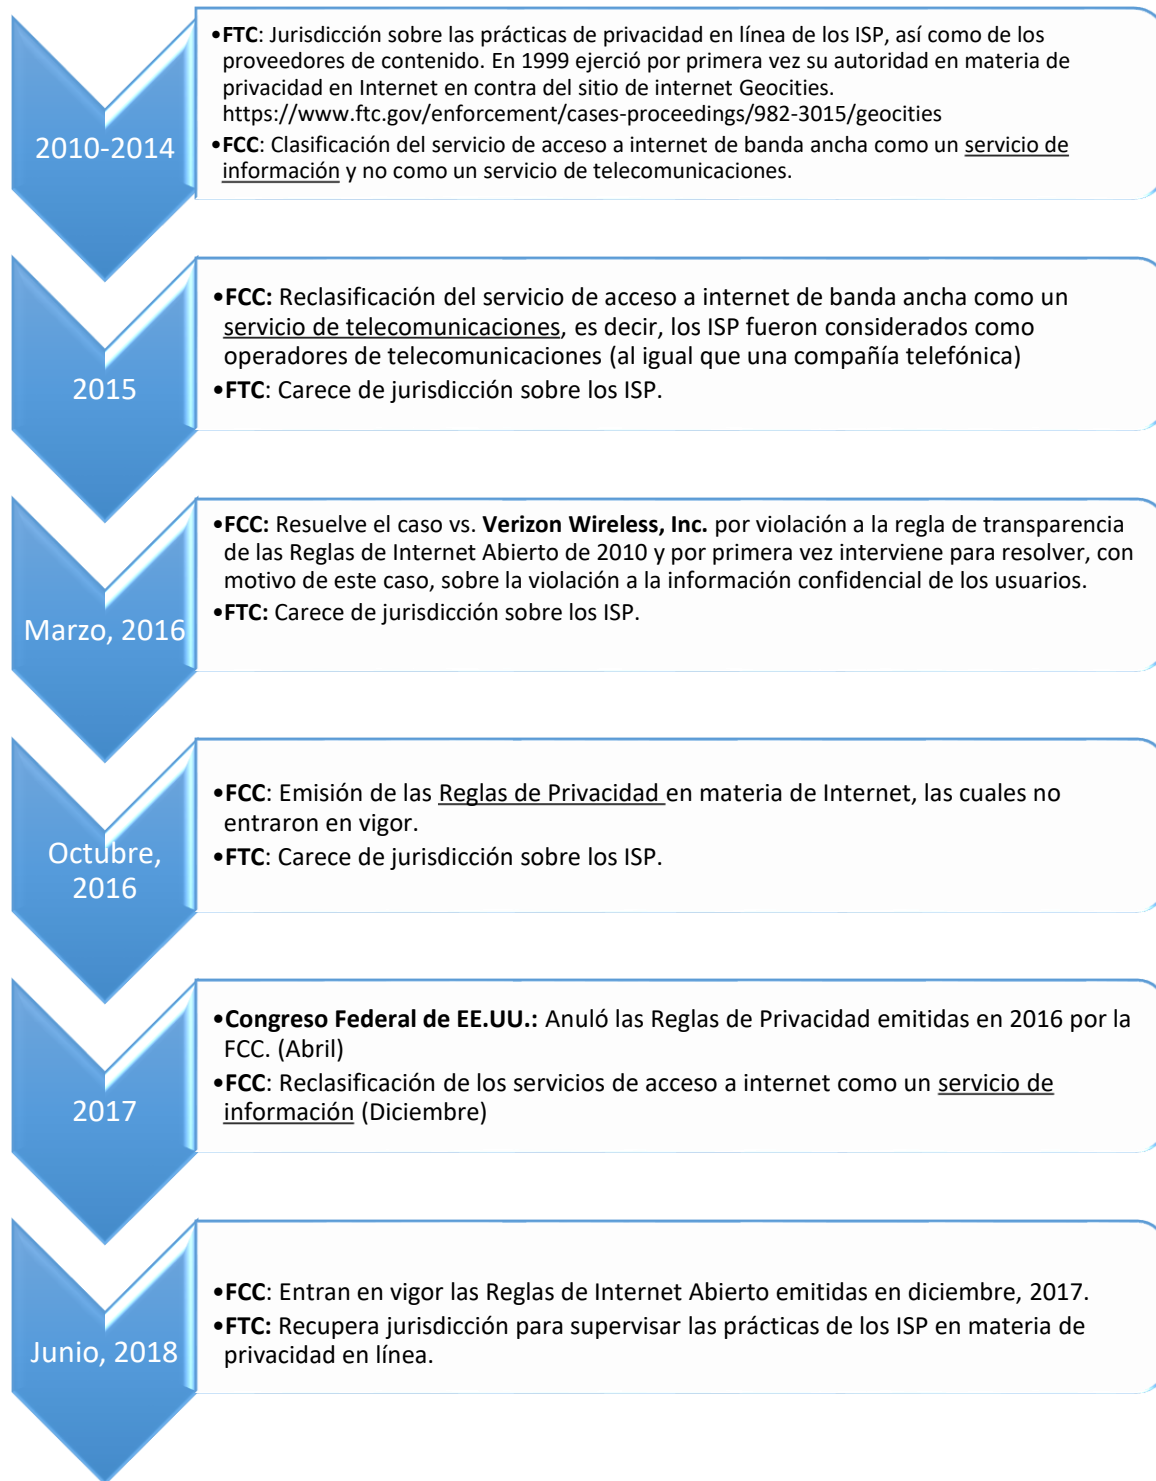 2010-2014
•FTC: Jurisdicción sobre las prácticas de privacidad en línea de los ISP, así como de los
proveedores de contenido. En 1999 ejerció por primera vez su autoridad en materia de
privacidad en Internet en contra del sitio de internet Geocities.
https://www.ftc.gov/enforcement/cases-proceedings/982-3015/geocities
•FCC: Clasificación del servicio de acceso a internet de banda ancha como un servicio de
información y no como un servicio de telecomunicaciones.
2015
•FCC: Reclasificación del servicio de acceso a internet de banda ancha como un
servicio de telecomunicaciones, es decir, los ISP fueron considerados como
operadores de telecomunicaciones (al igual que una compañía telefónica)
•FTC: Carece de jurisdicción sobre los ISP.
Marzo, 2016
•FCC: Resuelve el caso vs. Verizon Wireless, Inc. por violación a la regla de transparencia
de las Reglas de Internet Abierto de 2010 y por primera vez interviene para resolver, con
motivo de este caso, sobre la violación a la información confidencial de los usuarios.
•FTC: Carece de jurisdicción sobre los ISP.
Octubre,
2016
•FCC: Emisión de las Reglas de Privacidad en materia de Internet, las cuales no
entraron en vigor.
•FTC: Carece de jurisdicción sobre los ISP.
2017
•Congreso Federal de EE.UU.: Anuló las Reglas de Privacidad emitidas en 2016 por la
FCC. (Abril)
•FCC: Reclasificación de los servicios de acceso a internet como un servicio de
información (Diciembre)
Junio, 2018
•FCC: Entran en vigor las Reglas de Internet Abierto emitidas en diciembre, 2017.
•FTC: Recupera jurisdicción para supervisar las prácticas de los ISP en materia de
privacidad en línea.